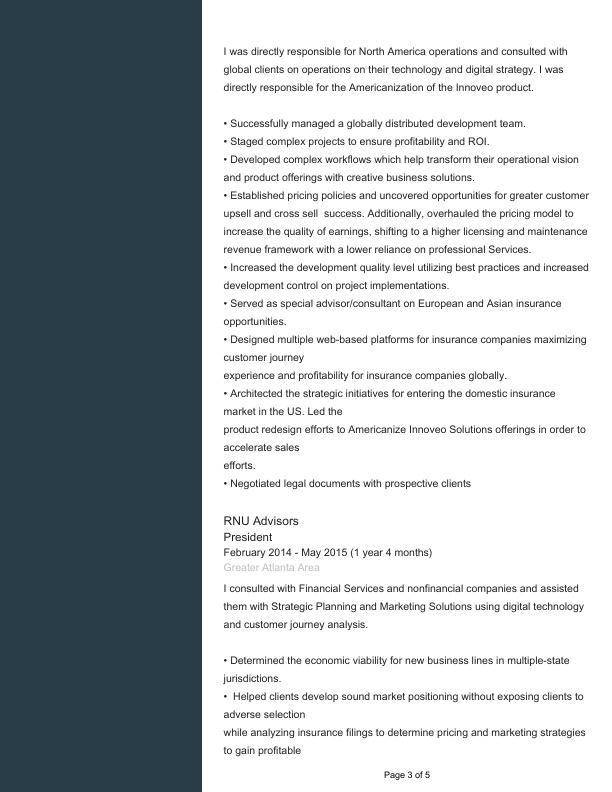 I was directly responsible for North America operations and consulted with
global clients on operations on their technology and digital strategy. I was
directly responsible for the Americanization of the Innoveo product.
• Successfully managed a globally distributed development team.
• Staged complex projects to ensure profitability and ROI.
• Developed complex workflows which help transform their operational vision
and product offerings with creative business solutions.
• Established pricing policies and uncovered opportunities for greater customer
upsell and cross sell  success. Additionally, overhauled the pricing model to
increase the quality of earnings, shifting to a higher licensing and maintenance
revenue framework with a lower reliance on professional Services.
• Increased the development quality level utilizing best practices and increased
development control on project implementations.
• Served as special advisor/consultant on European and Asian insurance
opportunities.
• Designed multiple web-based platforms for insurance companies maximizing
customer journey
experience and profitability for insurance companies globally.
• Architected the strategic initiatives for entering the domestic insurance
market in the US. Led the
product redesign efforts to Americanize Innoveo Solutions offerings in order to
accelerate sales
efforts.
• Negotiated legal documents with prospective clients
RNU Advisors
President
February 2014 - May 2015 (1 year 4 months)
Greater Atlanta Area
I consulted with Financial Services and nonfinancial companies and assisted
them with Strategic Planning and Marketing Solutions using digital technology
and customer journey analysis.
• Determined the economic viability for new business lines in multiple-state
jurisdictions.
•  Helped clients develop sound market positioning without exposing clients to
adverse selection
while analyzing insurance filings to determine pricing and marketing strategies
to gain profitable
Page 3 of 5